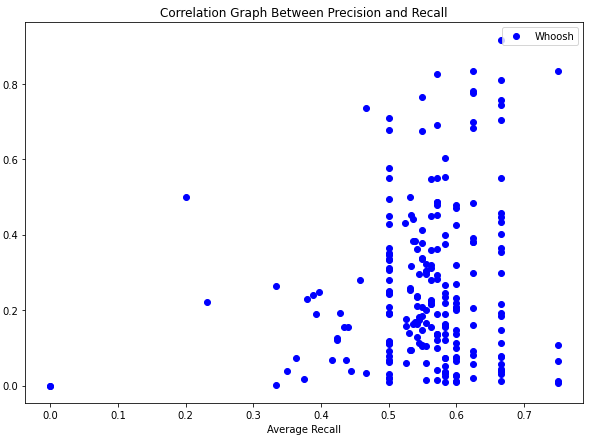 Correlation Graph Between Precision and Recall
Whoosh
0.8
0.6
0.4
0.2
0.0
0.0 0.1 0.2 0.3 0.4 0.5 0.6 0.7
Average Recall